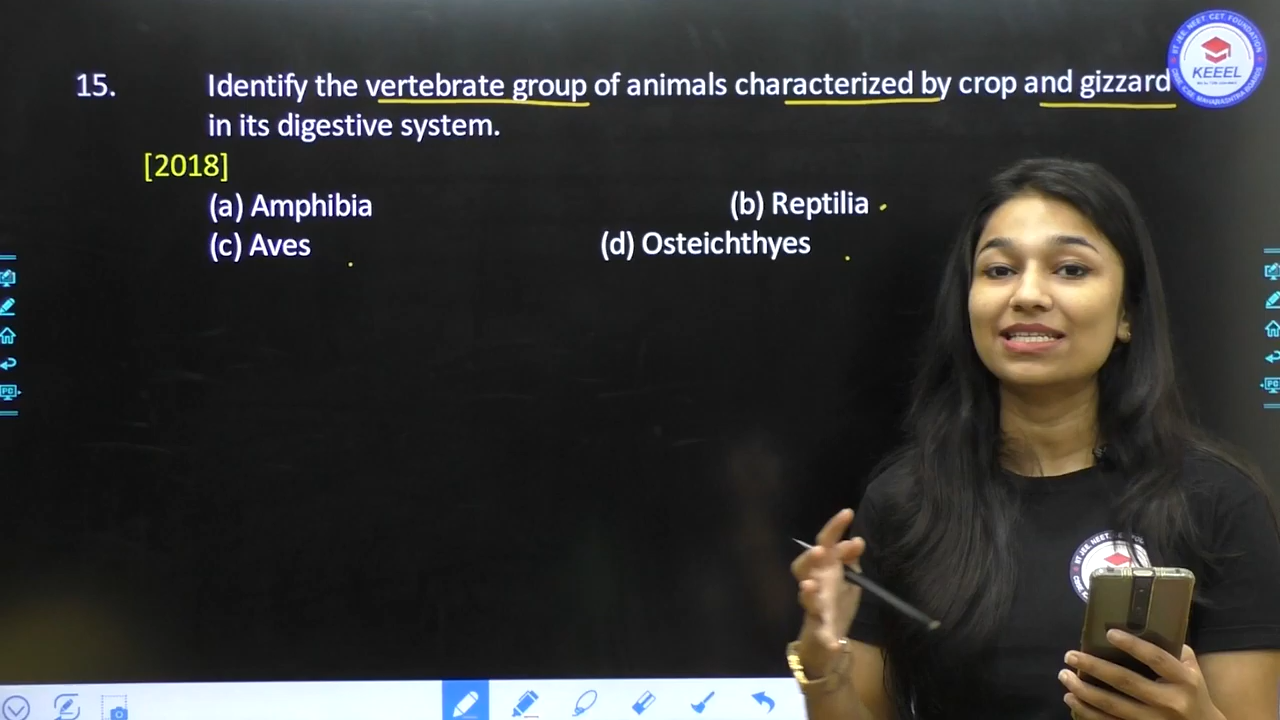 15. Identify the vertebrate group of animals characterized by crop and gizzard
in its digestive system.
[2018]
(a) Amphibia (b) Reptilia
(c) Aves (d) Osteichthyes
KEEEL